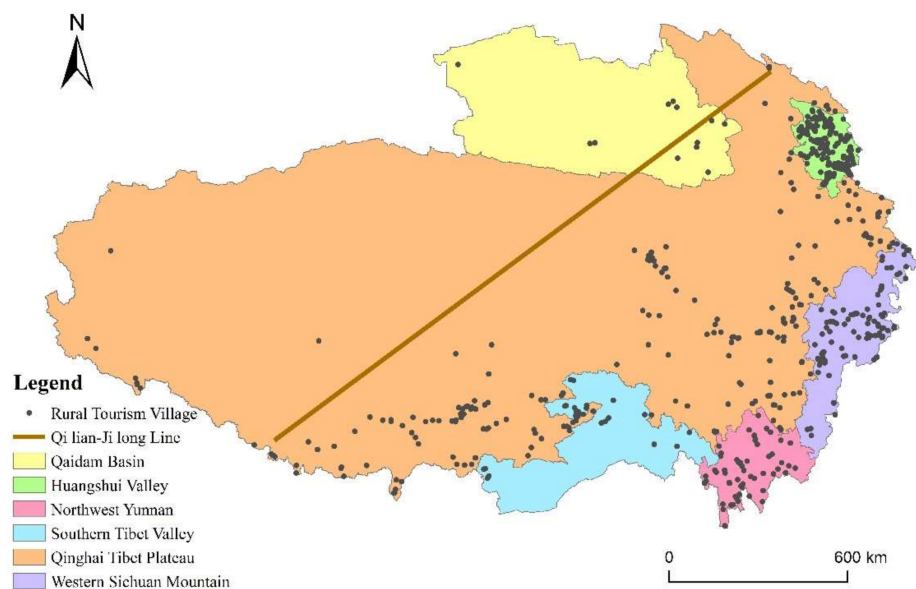 N
Legend
Rural Tourism Village
Qi lian-Ji long Line
Qaidam Basin
Huangshui Valley
Northwest Yunnan
Southern Tibet Valley
Qinghai Tibet Plateau
Western Sichuan Mountain
0 600 km